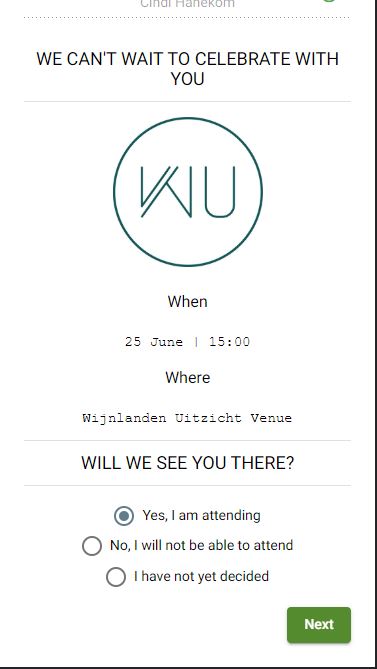 Cindi Hanekom
WE CAN'T WAIT TO CELEBRATE WITH
YOU
WU
When
25 June | 15:00
Where
Wijnlanden Uitzicht Venue
WILL WE SEE YOU THERE?
Yes, I am attending
No, I will not be able to attend
I have not yet decided
Next